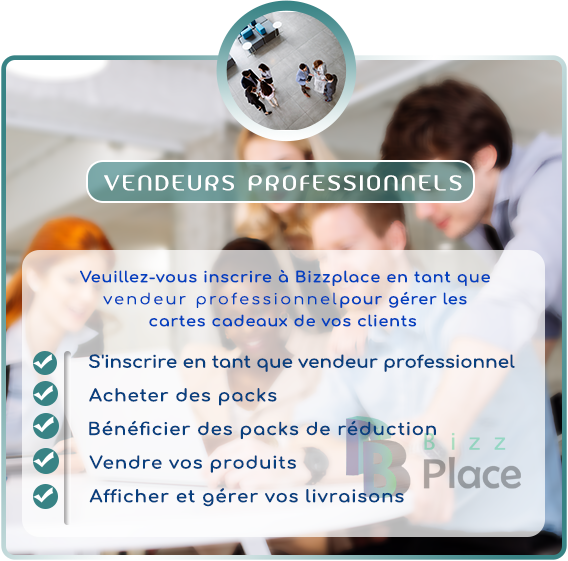 VENDEURS PROFESSIONNELS
Veuillez-vous inscrire à Bizzplace en tant que
vendeur professionnelpour gérer les
cartes cadeaux de vos clients
S'inscrire en tant que vendeur professionnel
Acheter des packs
Bénéficier des packs de réduction
Bizz
Vendre vos produits
Place
Afficher et gérer vos livraisons